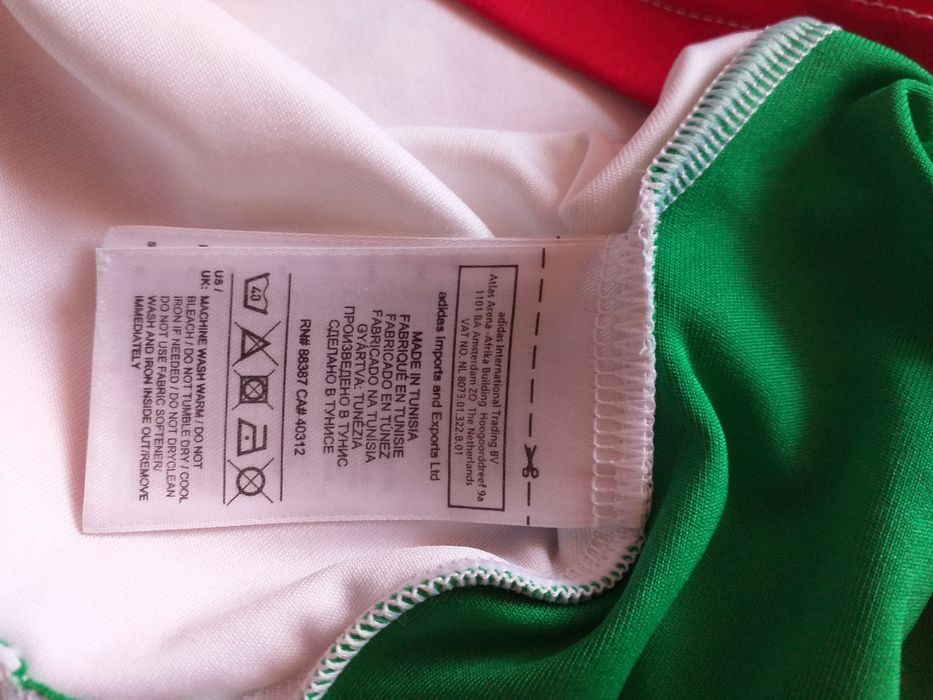 adidas International Trading BV
Atlas Arena -Afrika Building Hoogoorddreef 9a
1101 BA Amsterdam ZO The Netherlands
VAT NO. NL 8073.01.322.8.01
adidas Imports and Exports Ltd
MADE IN TUNISIA
FABRIQUÉ EN TUNISIE
FABRICADO EN TÚNEZ
FABRICADO NA TUNÍSIA
GYÁRTVA: TUNÉZIA
ПРОИЗВЕДЕНО В ТУНИС
СДЕЛАНО В ТУНИСЕ
RN# 88387 CA# 40312
40
US /
UK: MACHINE WASH WARM / DO NOT
BLEACH / DO NOT TUMBLE DRY / COOL
IRON IF NEEDED / DO NOT DRYCLEAN
DO NOT USE FABRIC SOFTENER/
WASH AND IRON INSIDE OUT/REMOVE
IMMEDIATELY